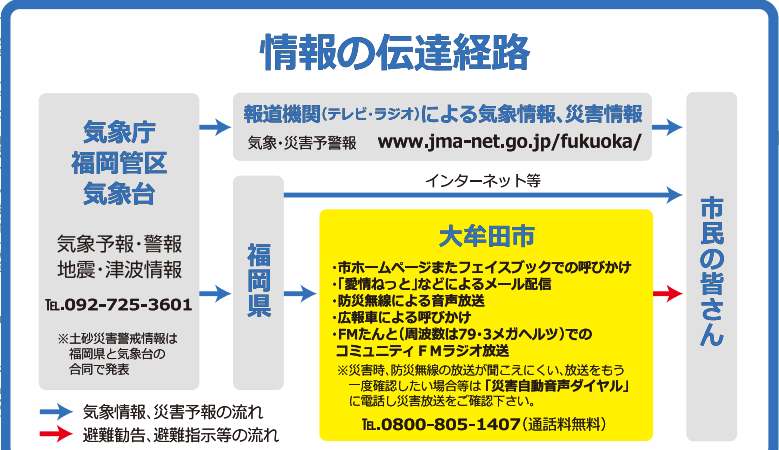 情報の伝達経路
気象庁
福岡管区
気象台
気象予報・警報
地震・津波情報
℡.092-725-3601
※土砂災害警戒情報は
福岡県と気象台の
合同で発表
報道機関(テレビ・ラジオ)による気象情報、災害情報
気象・災害予警報 www.jma-net.go.jp/fukuoka/
インターネット等
福岡県
大牟田市
・市ホームページまたフェイスブックでの呼びかけ
・「愛情ねっと」などによるメール配信
・防災無線による音声放送
・広報車による呼びかけ
・FMたんと(周波数は79・3メガヘルツ)での
コミュニティFMラジオ放送
※災害時、防災無線の放送が聞こえにくい、放送をもう
一度確認したい場合等は「災害自動音声ダイヤル」
に電話し災害放送をご確認下さい。
℡.0800-805-1407(通話料無料)
市民の皆さん
気象情報、災害予報の流れ
避難勧告、避難指示等の流れ